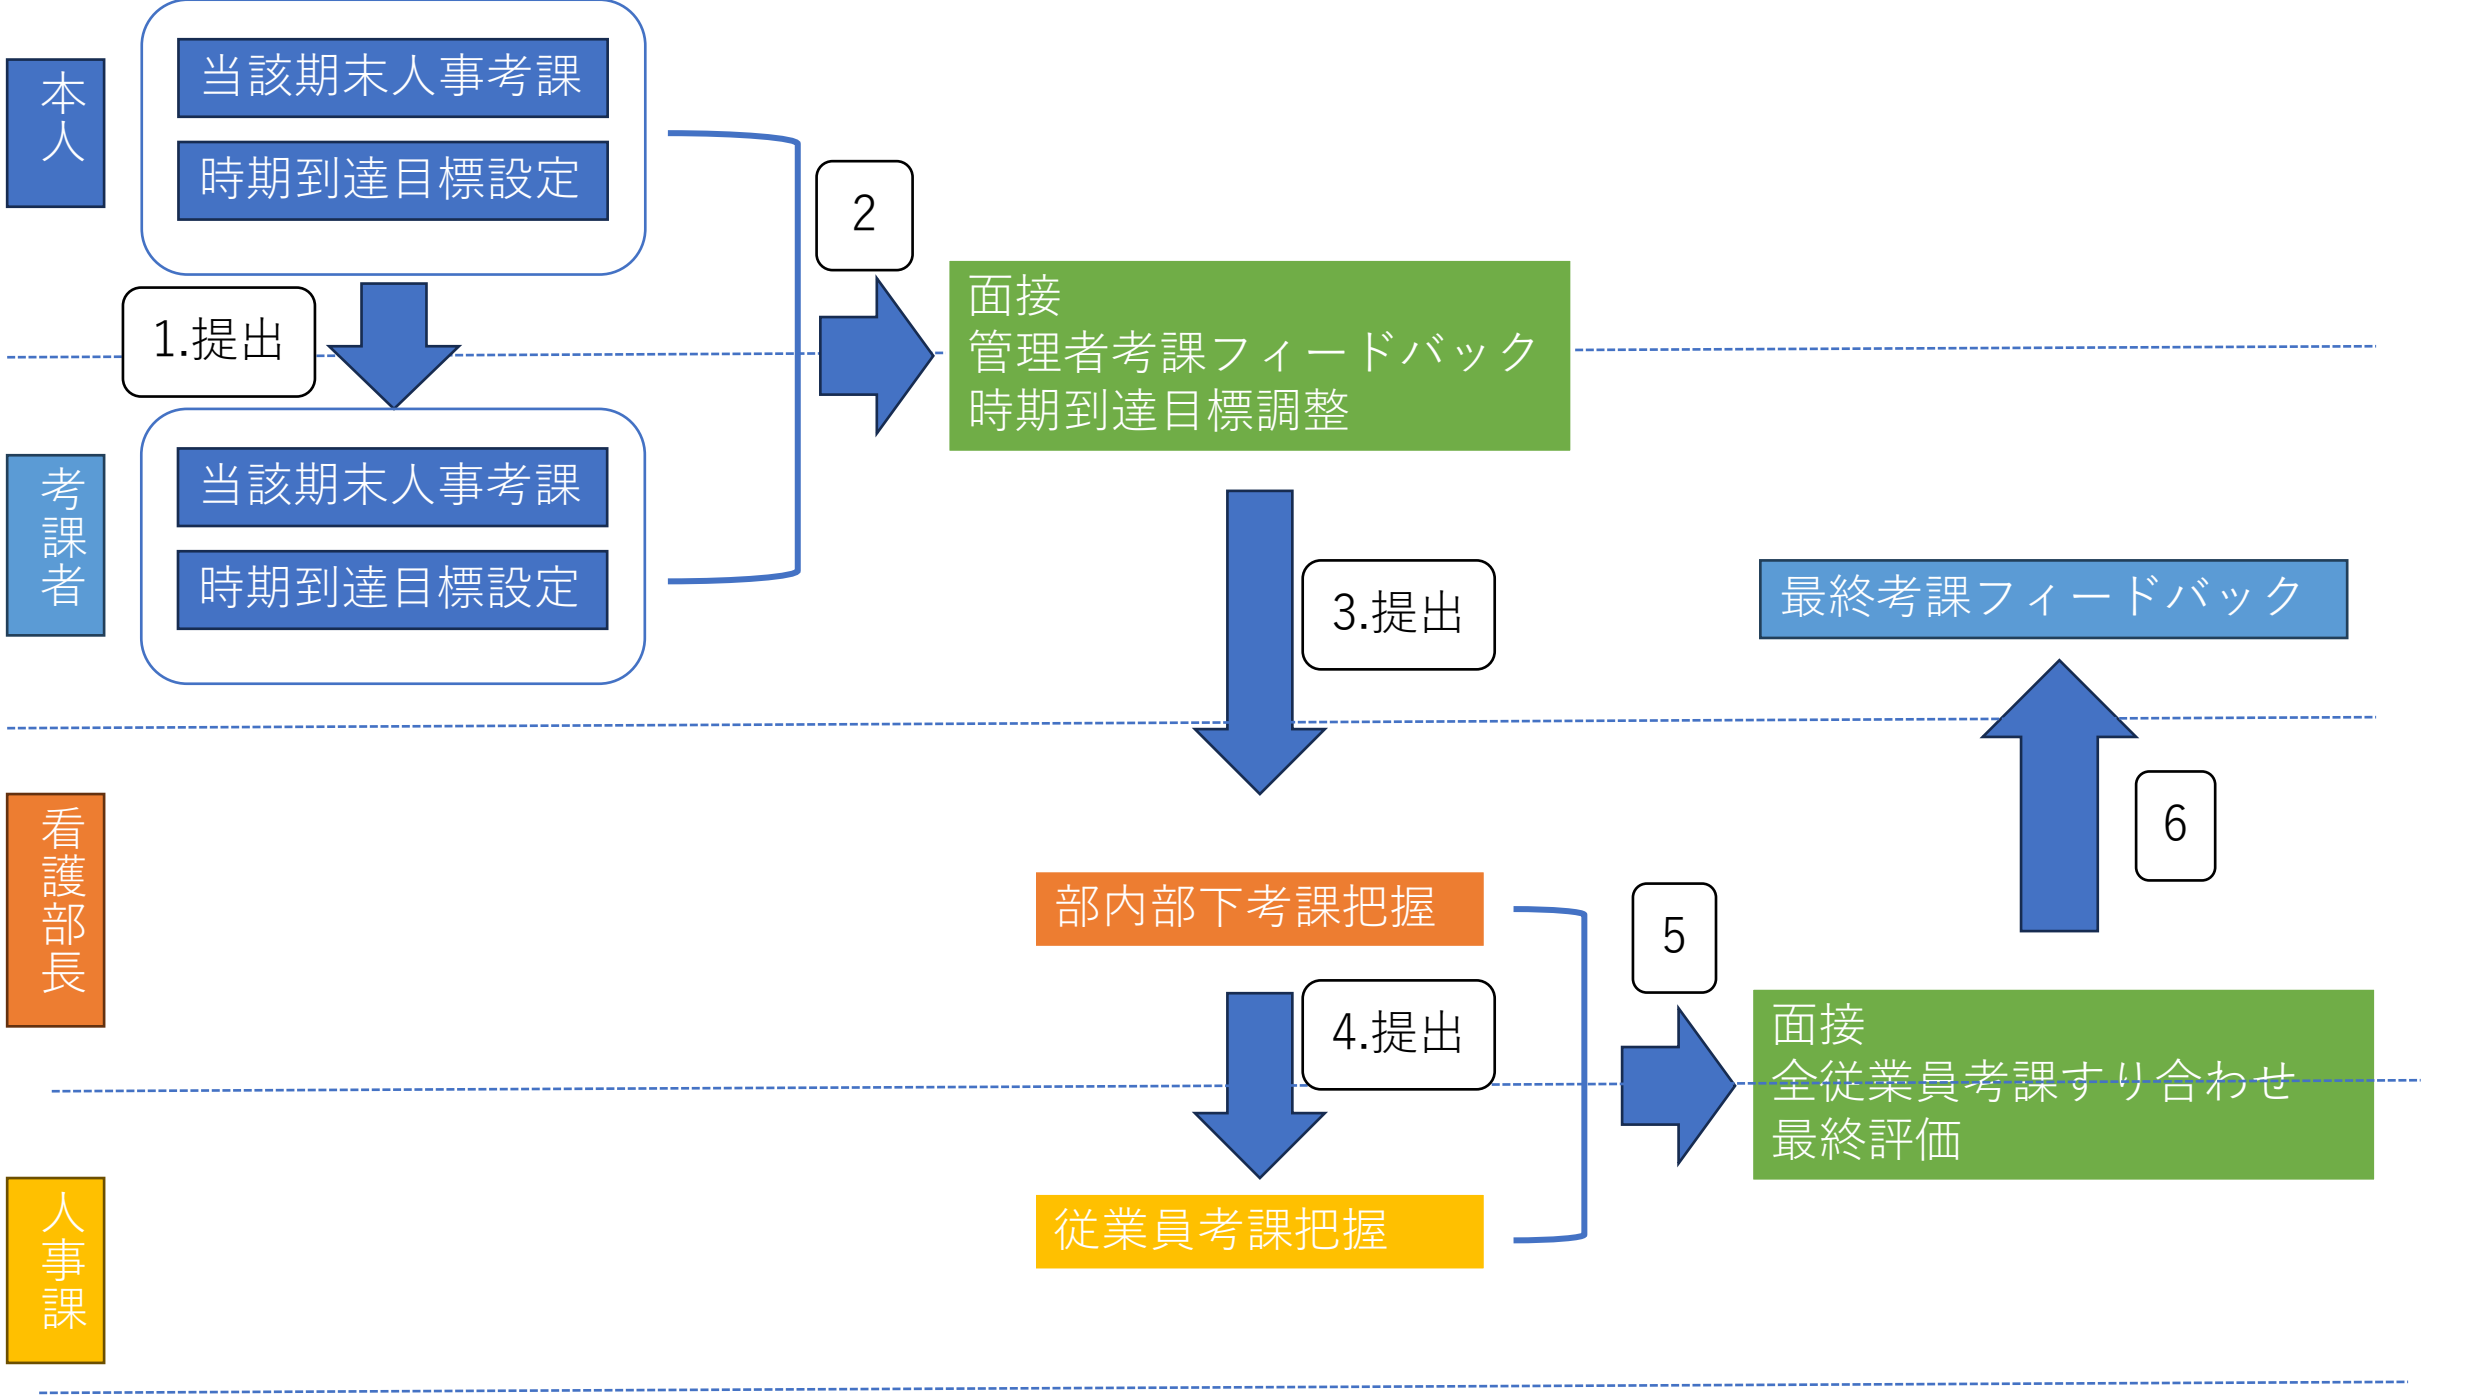 本人
当該期末人事考課
時期到達目標設定
1.提出
2
面接
管理者考課フィードバック
時期到達目標調整
考課者
当該期末人事考課
時期到達目標設定
3.提出
最終考課フィードバック
看護部長
部内部下考課把握
4.提出
5
6
面接
全従業員考課すり合わせ
最終評価
人事課
従業員考課把握